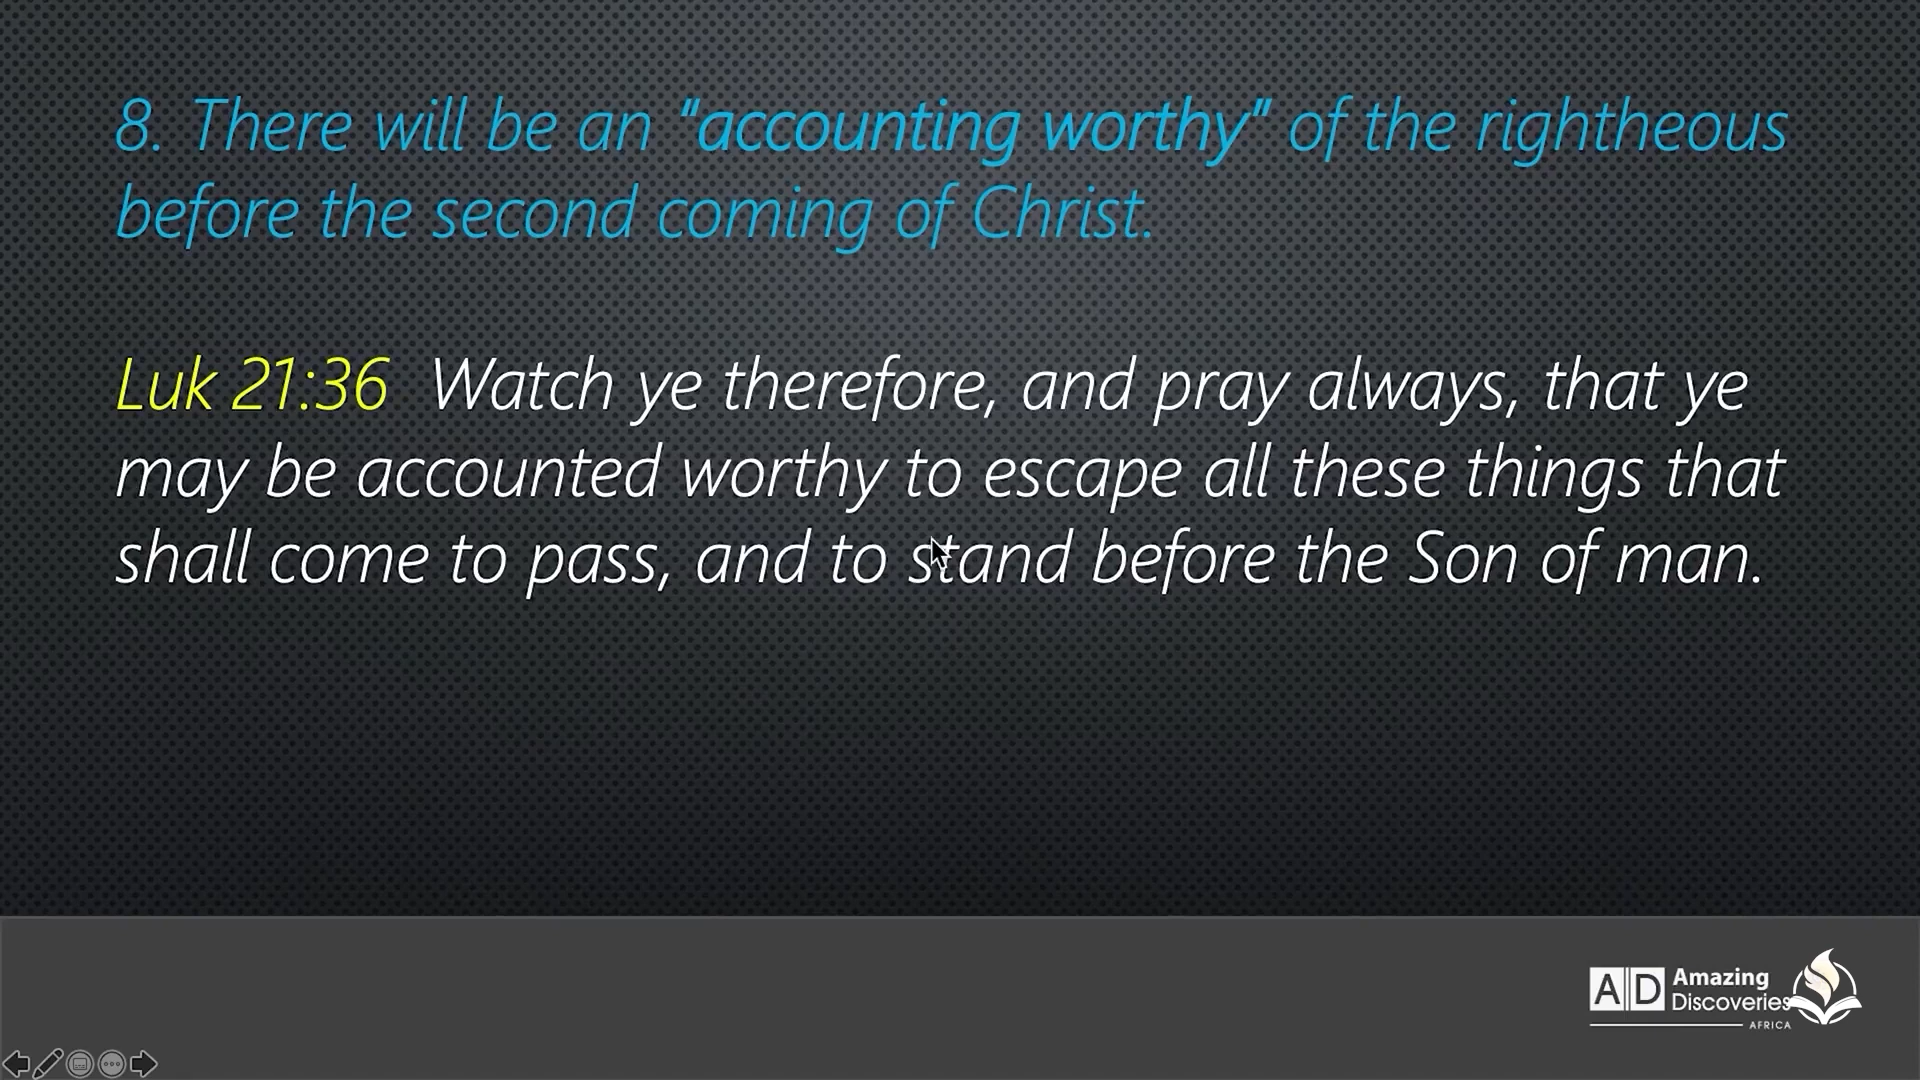 8. There will be an "accounting worthy" of the rightheous
before the second coming of Christ.
Luk 21:36 Watch ye therefore, and pray always, that ye
may be accounted worthy to escape all these things that
shall come to pass, and to stand before the Son of man.
A|D Amazing
Discoveries
AFRICA